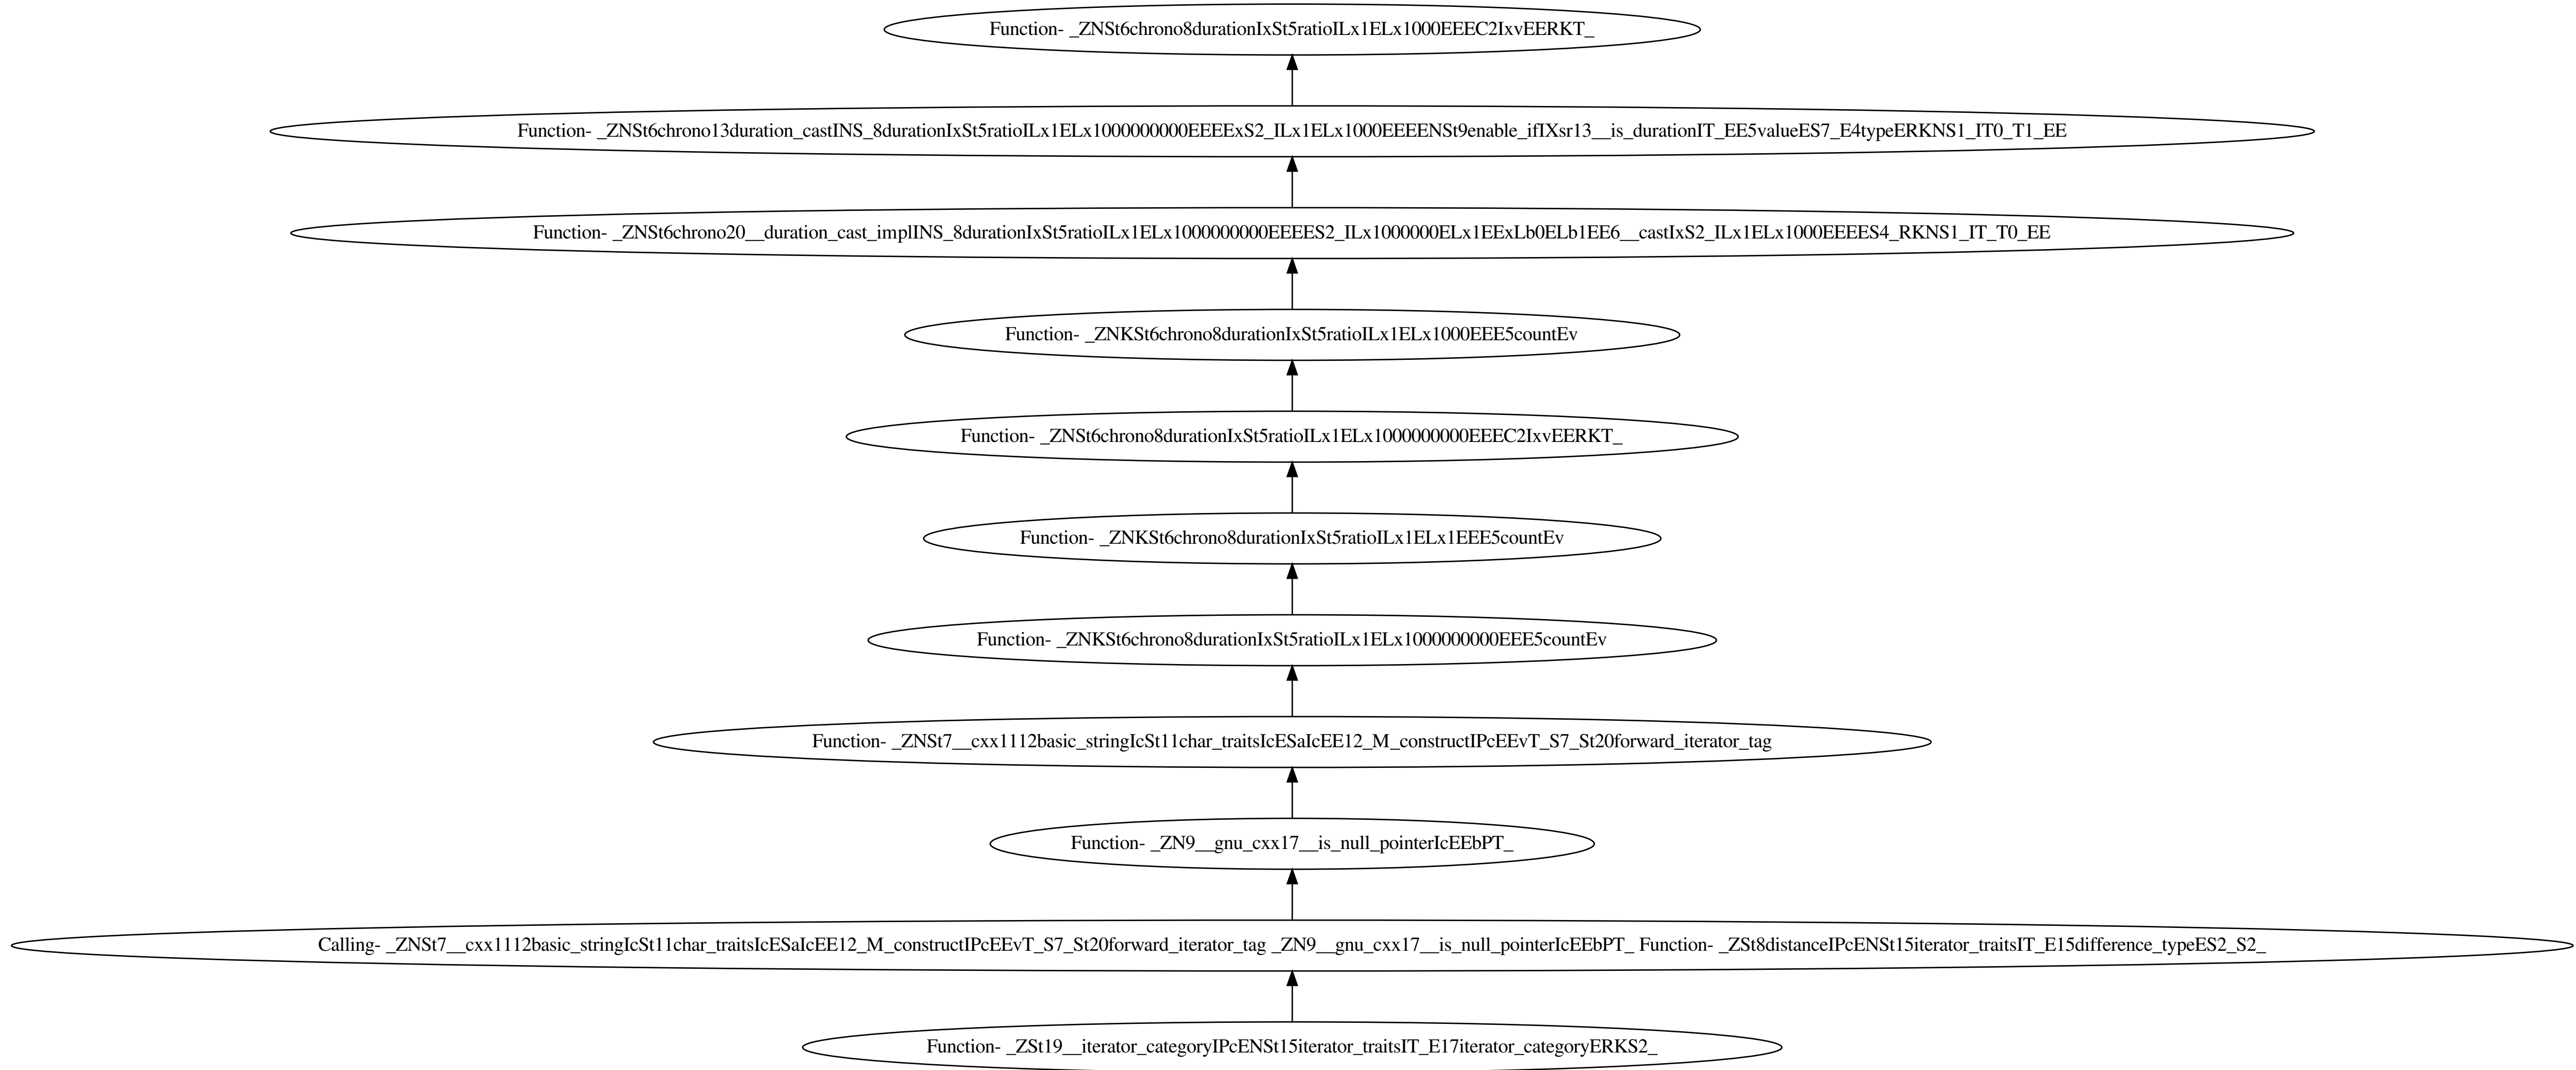 Function- _ZNSt6chrono8durationIxSt5ratioILx1ELx1000EEEC2IxvEERKT_
Function- _ZNSt6chrono13duration_castINS_8durationIxSt5ratioILx1ELx1000000000EEEExS2_ILx1ELx1000EEEENSt9enable_ifIXsr13__is_durationIT_EE5valueES7_E4typeERKNS1_IT0_T1_EE
Function- _ZNSt6chrono20__duration_cast_implINS_8durationIxSt5ratioILx1ELx1000000000EEEES2_ILx1000000ELx1EExLb0ELb1EE6__castIxS2_ILx1ELx1000EEEES4_RKNS1_IT_T0_EE
Function- _ZNKSt6chrono8durationIxSt5ratioILx1ELx1000EEE5countEv
Function- _ZNSt6chrono8durationIxSt5ratioILx1ELx1000000000EEEC2IxvEERKT_
Function- _ZNKSt6chrono8durationIxSt5ratioILx1ELx1EEE5countEv
Function- _ZNKSt6chrono8durationIxSt5ratioILx1ELx1000000000EEE5countEv
Function- _ZNSt7__cxx1112basic_stringIcSt11char_traitsIcESaIcEE12_M_constructIPcEEvT_S7_St20forward_iterator_tag
Function- _ZN9__gnu_cxx17__is_null_pointerIcEEbPT_
Calling- _ZNSt7__cxx1112basic_stringIcSt11char_traitsIcESaIcEE12_M_constructIPcEEvT_S7_St20forward_iterator_tag _ZN9__gnu_cxx17__is_null_pointerIcEEbPT_ Function- _ZSt8distanceIPcENSt15iterator_traitsIT_E15difference_typeES2_S2_
Function- _ZSt19__iterator_categoryIPcENSt15iterator_traitsIT_E17iterator_categoryERKS2_